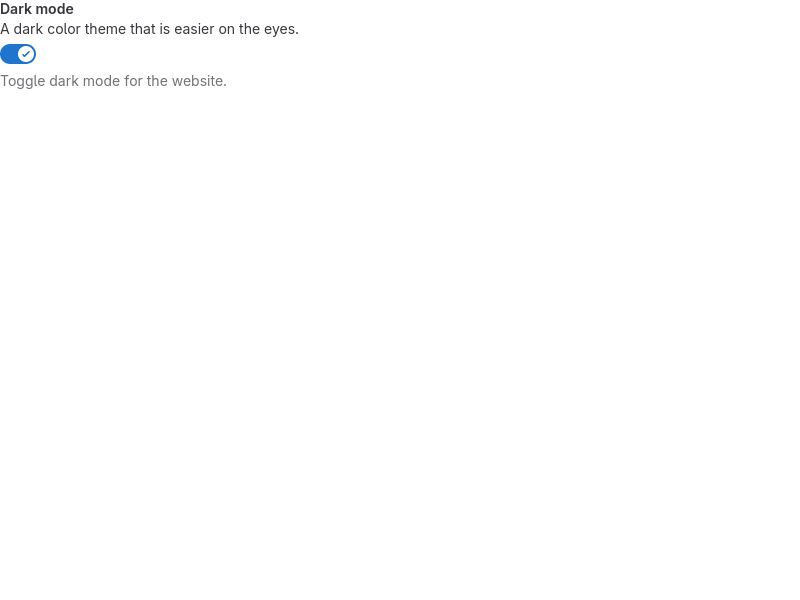 Dark mode
A dark color theme that is easier on the eyes.
Toggle dark mode for the website.